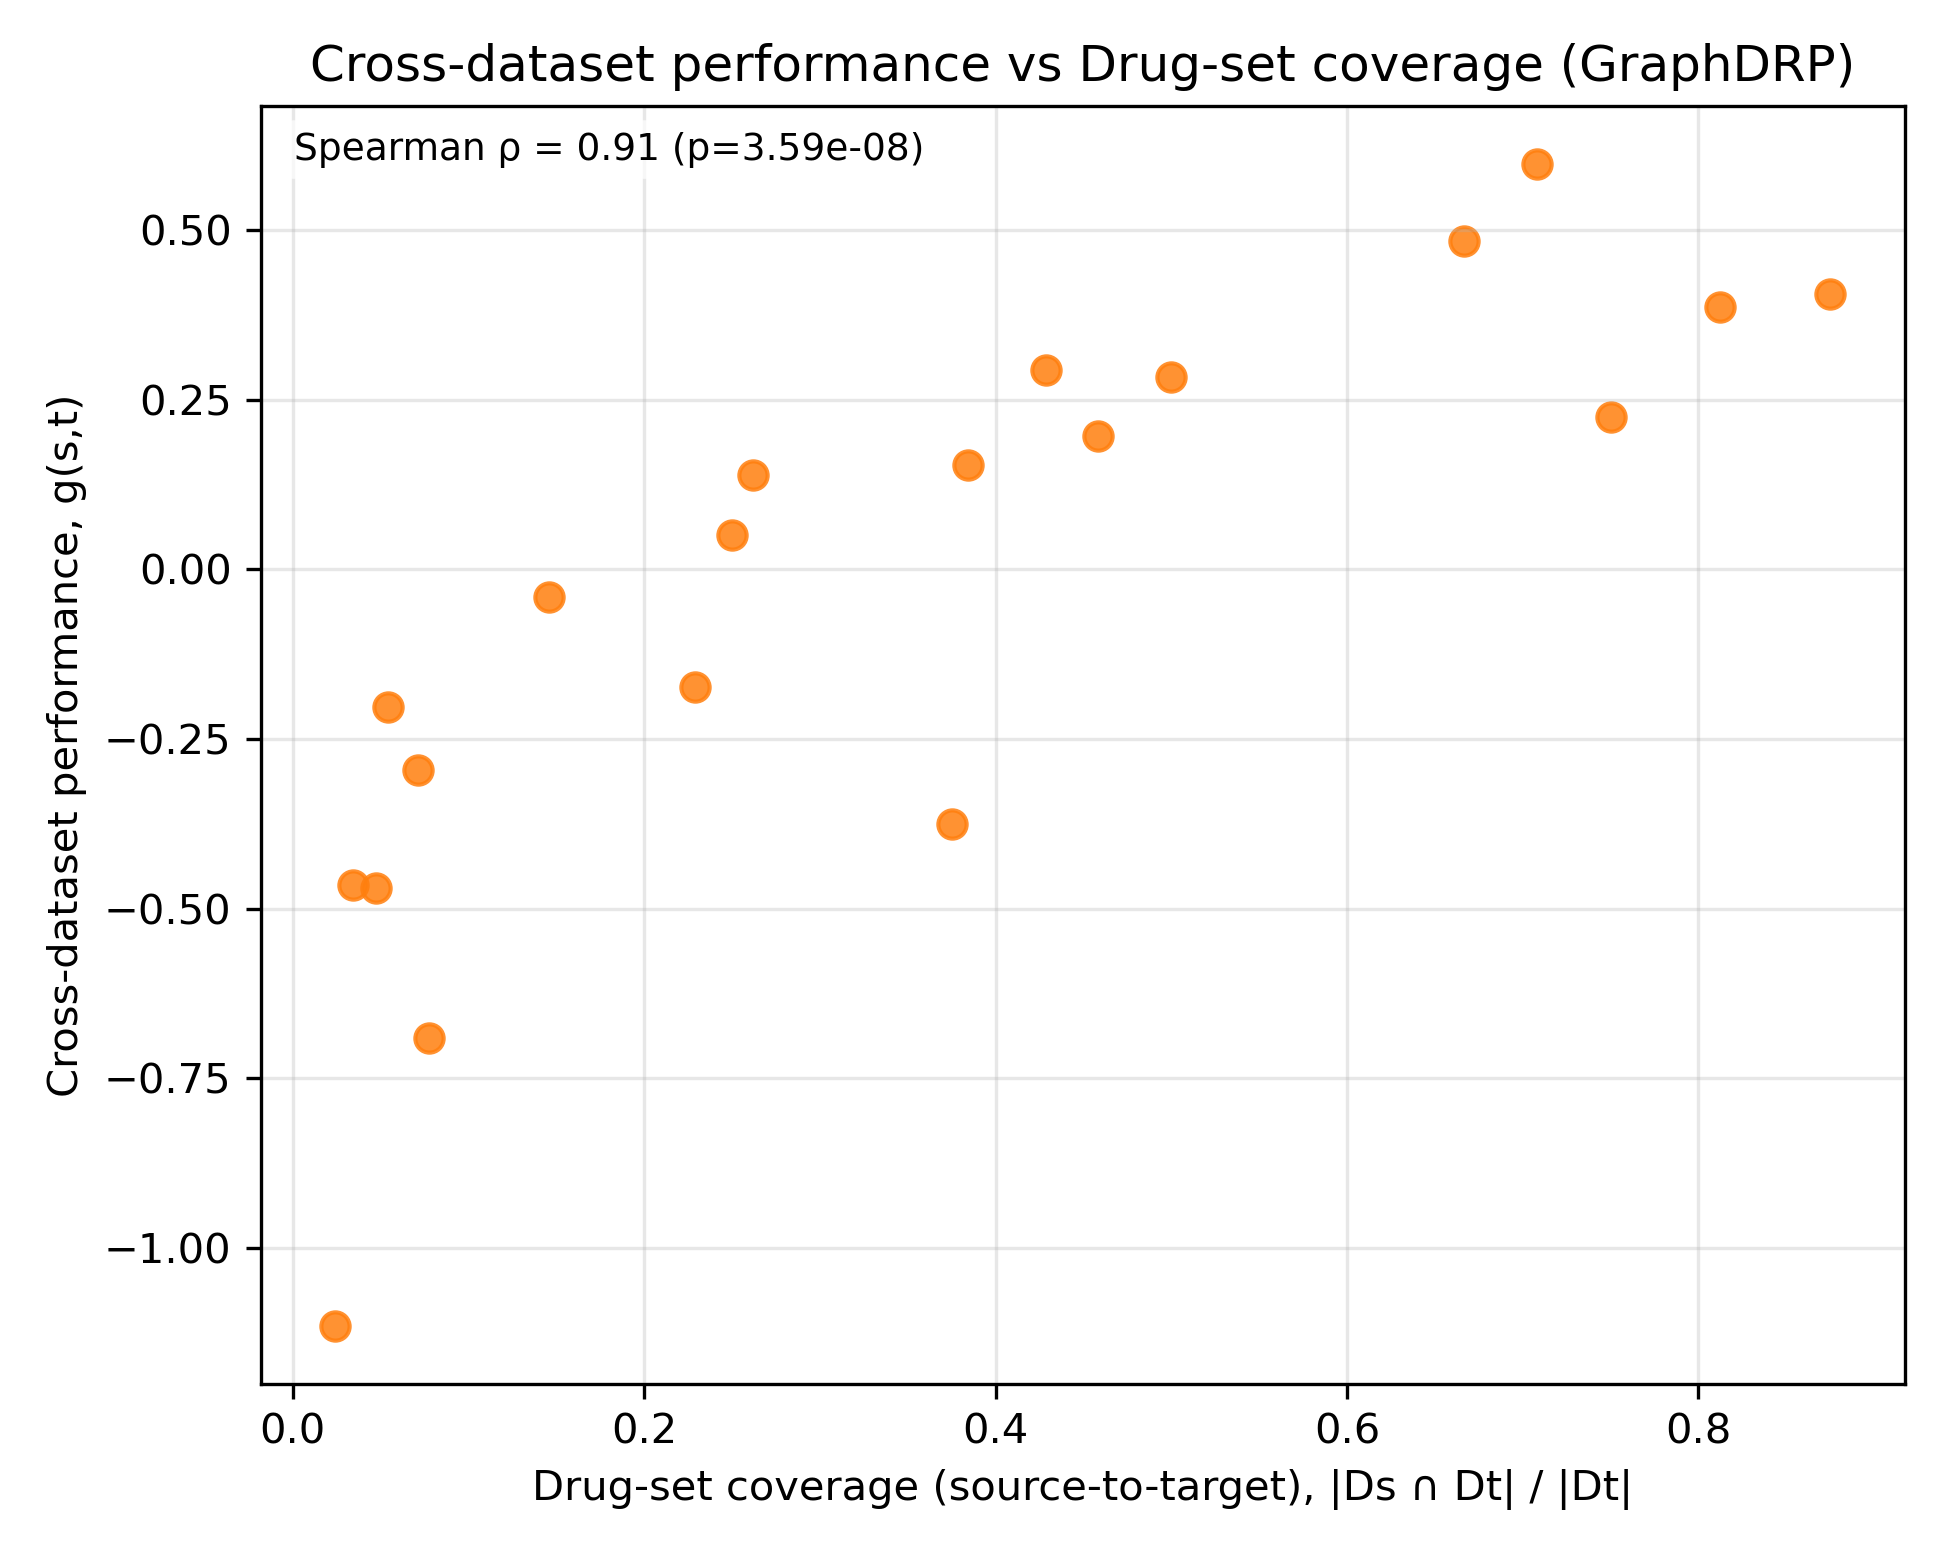 Cross-dataset performance vs Drug-set coverage (GraphDRP)
Spearman ρ = 0.91 (p=3.59e-08)
Cross-dataset performance, g(s,t)
0.50
0.25
0.00
−0.25
−0.50
−0.75
−1.00
0.0 0.2 0.4 0.6 0.8
Drug-set coverage (source-to-target), |Ds ∩ Dt| / |Dt|